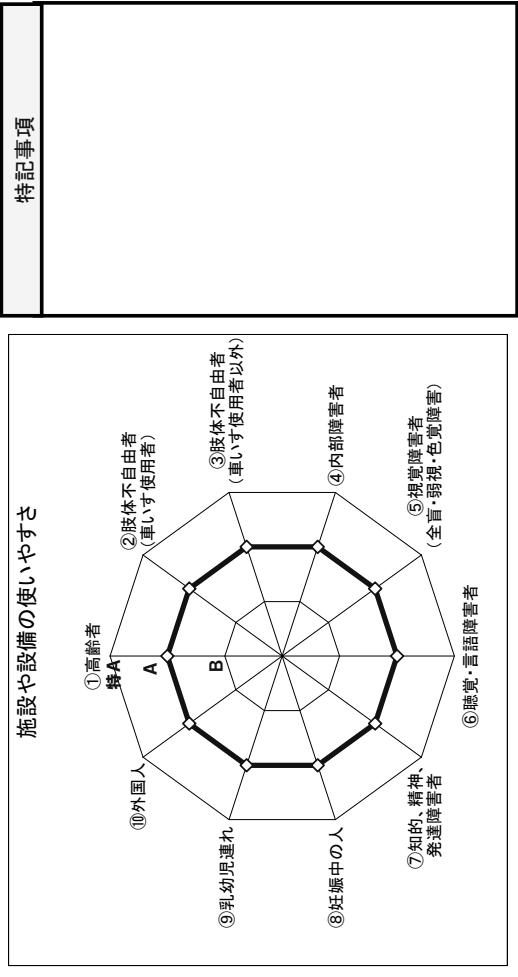 施設や設備の使いやすさ
①高齢者
特A
A
B
②肢体不自由者
(車いす使用者)
③肢体不自由者
(車いす使用者以外)
④内部障害者
⑤視覚障害者
(全盲・弱視・色覚障害)
⑥聴覚・言語障害者
⑦知的、精神、
発達障害者
⑧妊娠中の人
⑨乳幼児連れ
⑩外国人
特記事項